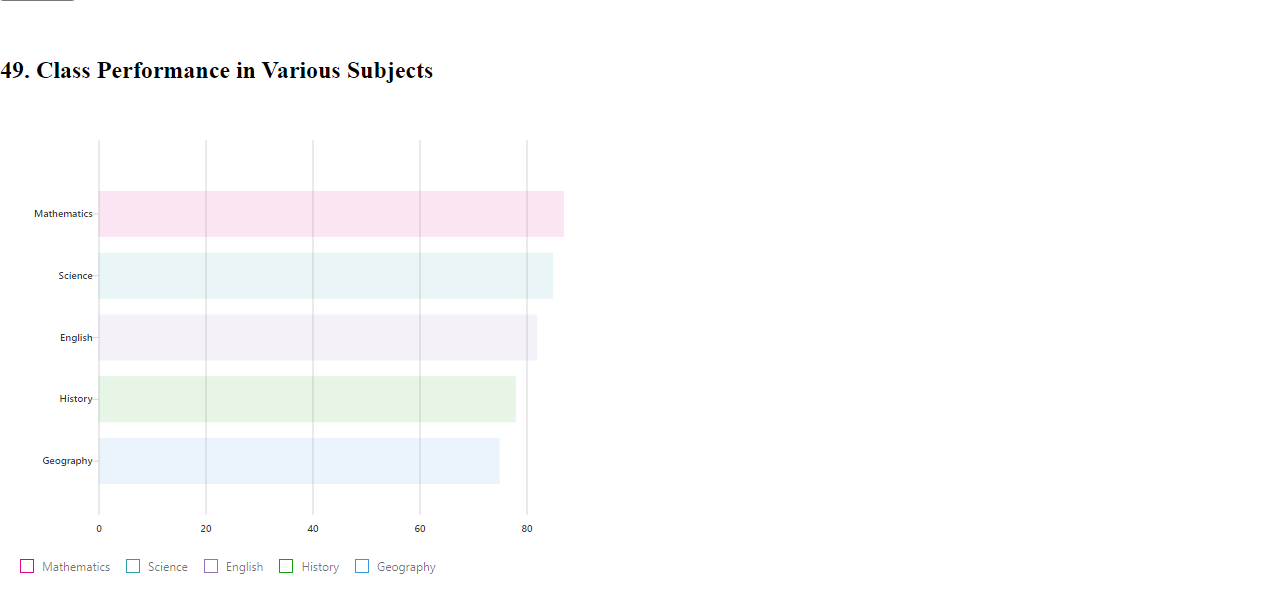 49. Class Performance in Various Subjects
Mathematics
Science
English
History
Geography
0 20 40 60 80
Mathematics Science English History Geography